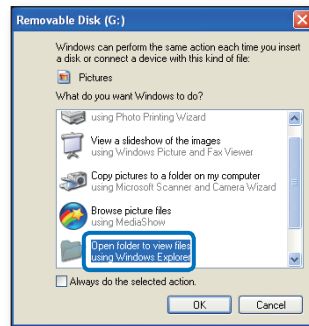 Removable Disk (G:)
Windows can perform the same action each time you insert
a disk or connect a device with this kind of file:
Pictures
What do you want Windows to do?
using Photo Printing Wizard
View a slideshow of the images
using Windows Picture and Fax Viewer
Copy pictures to a folder on my computer
using Microsoft Scanner and Camera Wizard
Browse picture files
using MediaShow
Open folder to view files
using Windows Explorer
Always do the selected action.
OK
Cancel